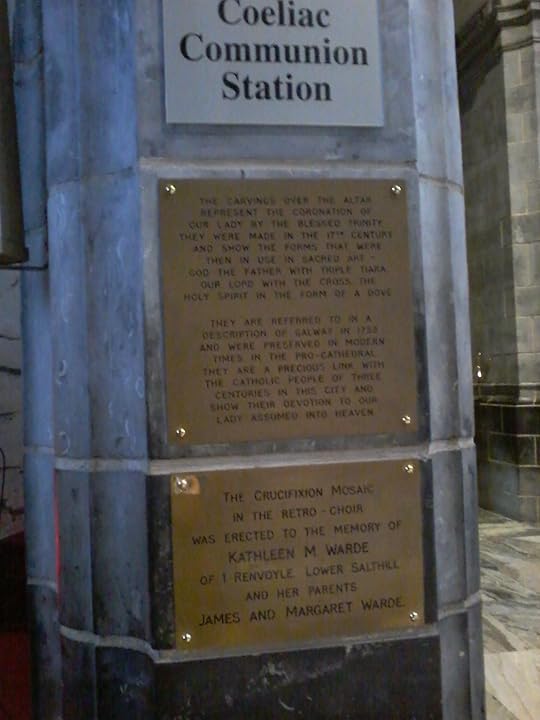 Coeliac
Communion
Station
THE CARVINGS OVER THE ALTAR
REPRESENT THE CORONATION OF
OUR LADY BY THE BLESSED TRINITY
THEY WERE MADE IN THE 17TH CENTURY
AND SHOW THE FORMS THAT WERE
THEN IN USE IN SACRED ART -
GOD THE FATHER WITH TRIPLE TIARA,
OUR LORD WITH THE CROSS, THE
HOLY SPIRIT IN THE FORM OF A DOVE
THEY ARE REFERRED TO IN A
DESCRIPTION OF GALWAY IN
AND WERE PRESERVED IN MODERN
TIMES IN THE PRO-CATHEDRAL
THEY ARE A PRECIOUS LINK WITH
THE CATHOLIC PEOPLE OF THREE
CENTURIES IN THIS CITY AND
SHOW THEIR DEVOTION TO OUR
LADY ASSUMED INTO HEAVEN
THE CRUCIFIXION MOSAIC
IN THE RETRO-CHOIR
WAS ERECTED TO THE MEMORY OF
KATHLEEN M WARDE
OF 1 RENVOYLE, LOWER SALTHILL
AND HER PARENTS
JAMES AND MARGARET WARDE.